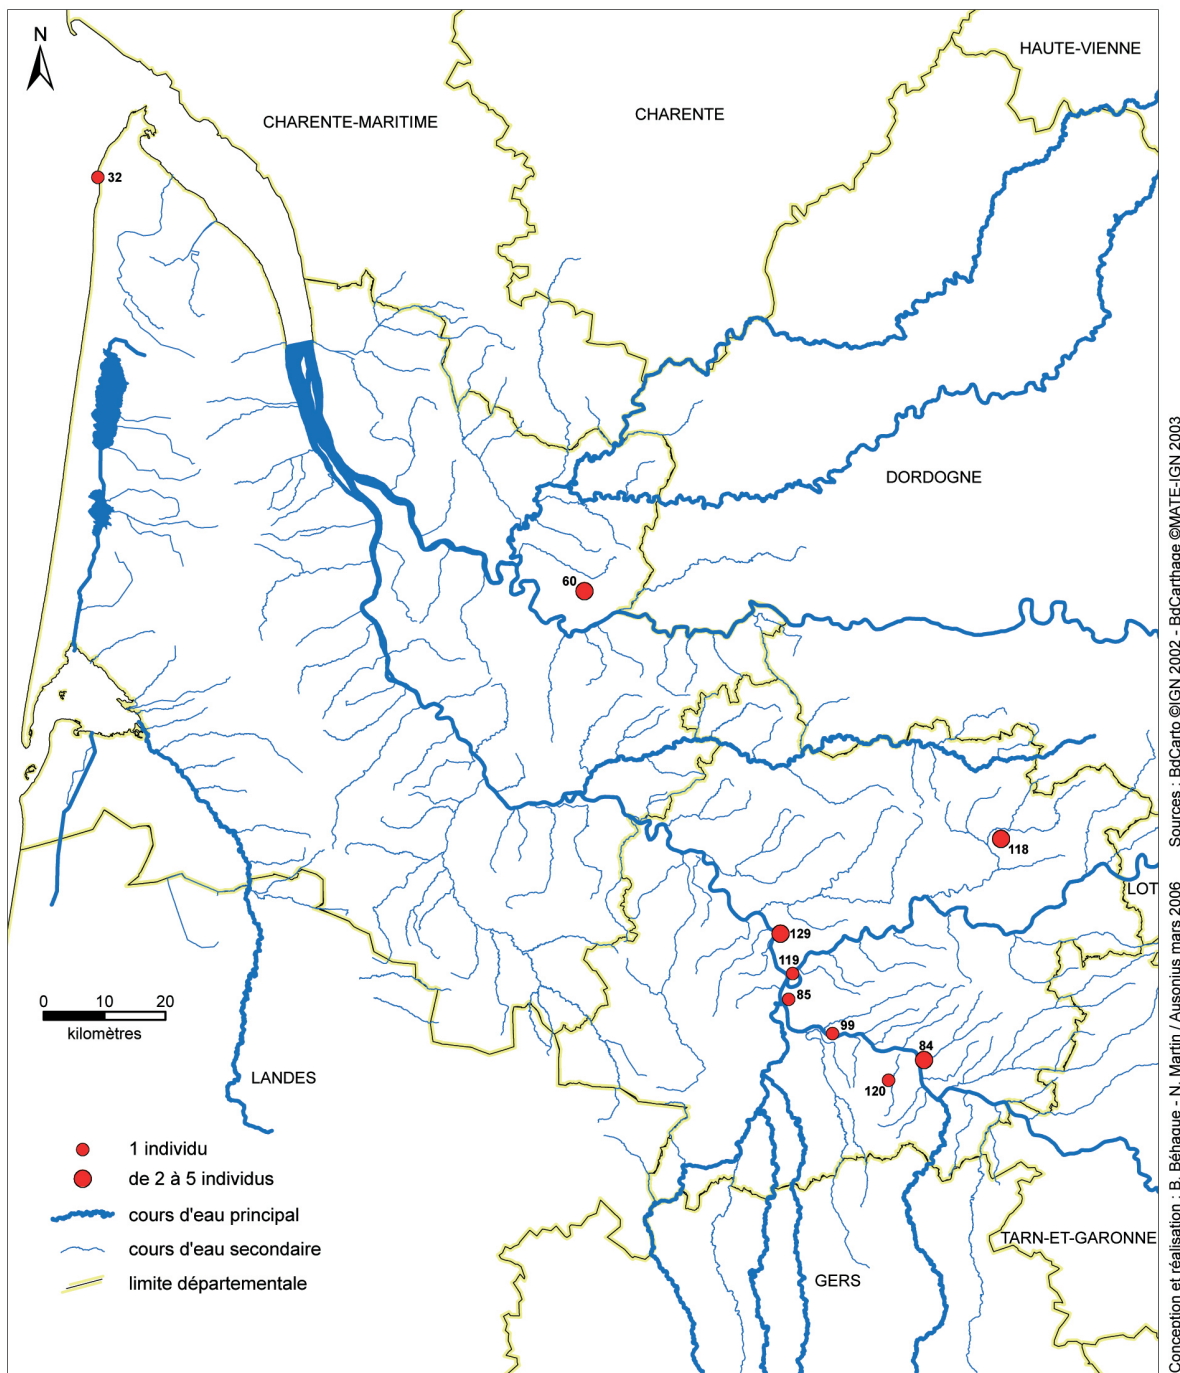 N
HAUTE-VIENNE
CHARENTE-MARITIME
CHARENTE
32
DORDOGNE
60
118
LOT
129
119
85
99
84
120
0 10 20
kilomètres
LANDES
1 individu
de 2 à 5 individus
cours d'eau principal
cours d'eau secondaire
limite départementale
TARN-ET-GARONNE
GERS
Conception et réalisation : B. Béhague - N. Martin / Ausonius mars 2006 Sources : BdCarto ©IGN 2002 - BdCarthage ©MATE-IGN 2003